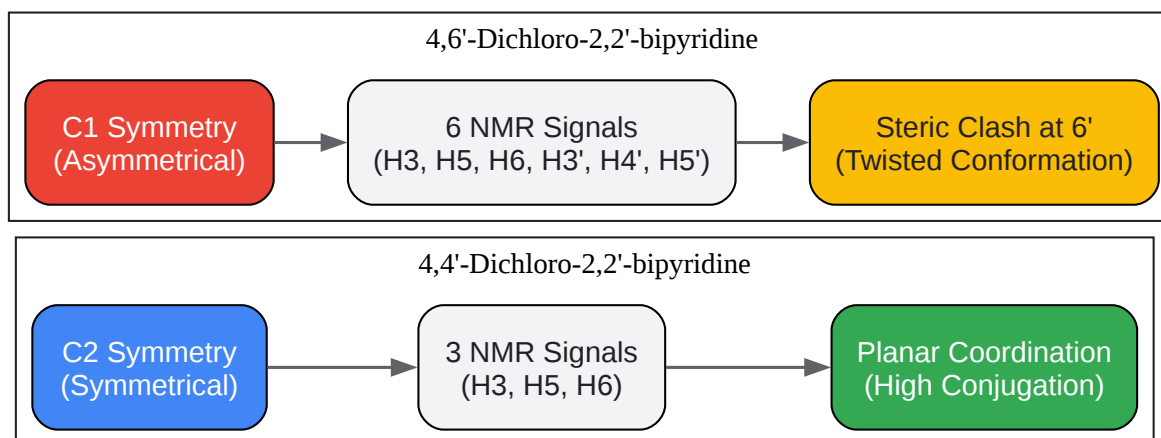 4,6'-Dichloro-2,2'-bipyridine
C1 Symmetry
(Asymmetrical)
6 NMR Signals
(H3, H5, H6, H3', H4', H5')
Steric Clash at 6'
(Twisted Conformation)
4,4'-Dichloro-2,2'-bipyridine
C2 Symmetry
(Symmetrical)
3 NMR Signals
(H3, H5, H6)
Planar Coordination
(High Conjugation)